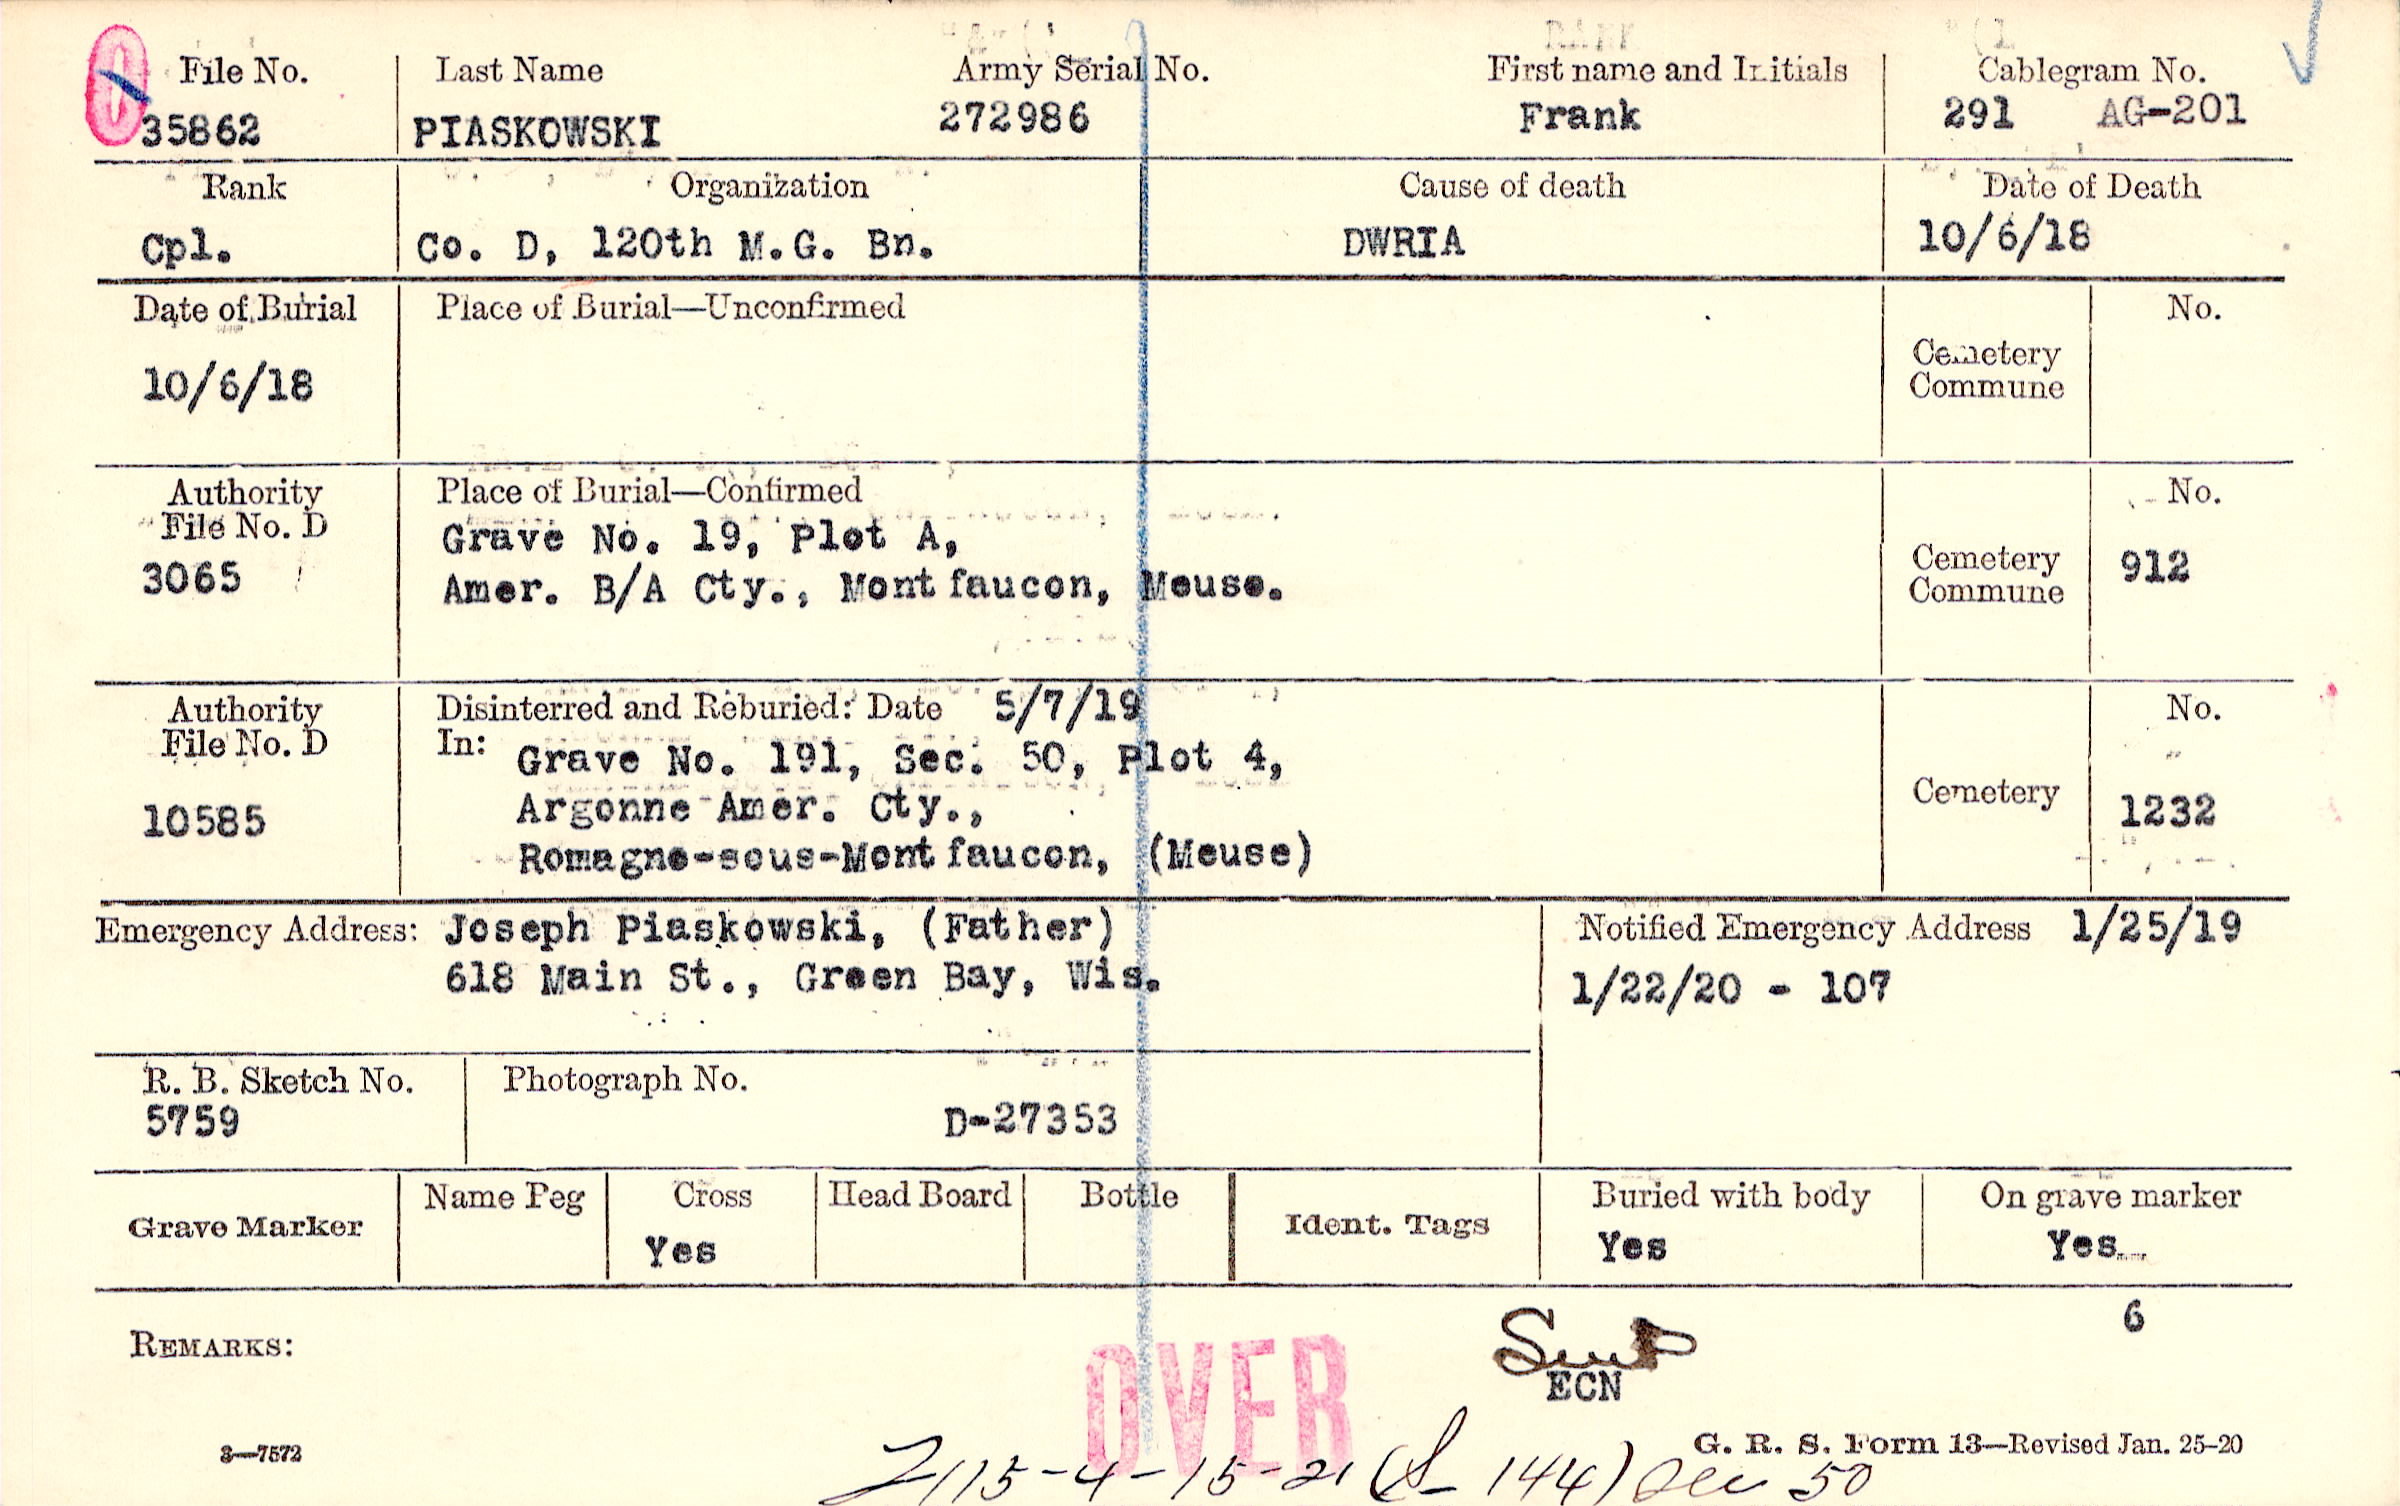 File No. Last Name Army Serial No. First name and Initials Cablegram No.
35862 PIASKOWSKI 272986 Frank 291 AG-201
Rank Organization Cause of death Date of Death
Cpl. Co. D, 120th M.G. Bn. DWRIA 10/6/18
Date of Burial Place of Burial—Unconfirmed No.
10/6/18 Cemetery
Commune
Authority Place of Burial—Confirmed No.
File No. D Grave No. 19, Plot A,
3065 Amer. B/A Cty., Montfaucon, Meuse. Cemetery 912
Commune
Authority Disinterred and Reburied: Date 5/7/19 No.
File No. D In: Grave No. 191, Sec. 50, Plot 4,
10585 Argonne Amer. Cty., Cemetery 1232
Romagne-sous-Montfaucon, (Meuse)
Emergency Address: Joseph Piaskowski, (Father) Notified Emergency Address 1/25/19
618 Main St., Green Bay, Wis. 1/22/20 - 107
R. B. Sketch No. Photograph No.
5759 D-27353
Grave Marker Name Peg Cross Head Board Bottle Ident. Tags Buried with body On grave marker
Yes Yes Yes
6
REMARKS: OVER
ECN
3—7572 G. R. S. Form 13—Revised Jan. 25-20
-4-15-21 144) 50